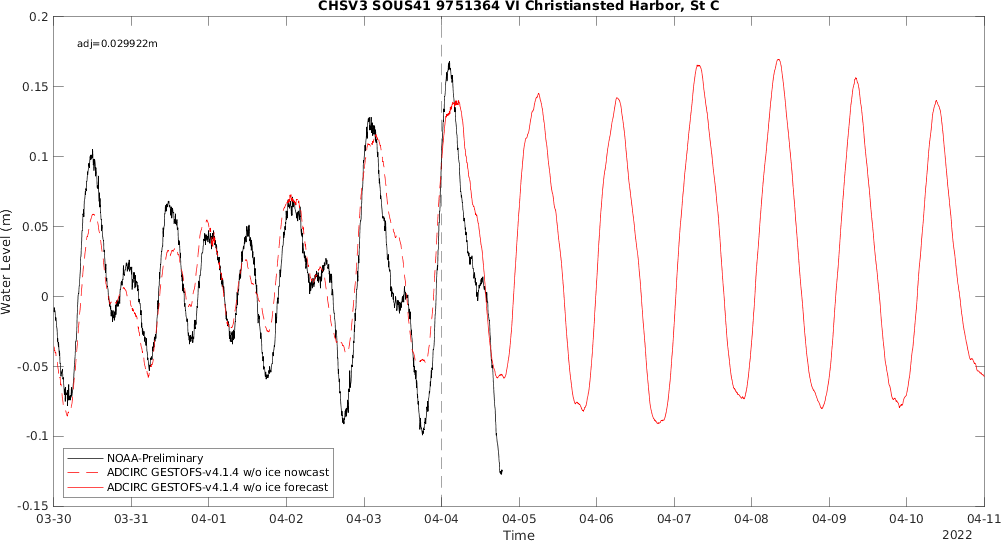 CHSV3 SOUS41 9751364 VI Christiansted Harbor, St C
adj=0.029922m
0.2
0.15
0.1
0.05
0
-0.05
-0.1
-0.15
Water Level (m)
NOAA-Preliminary
ADCIRC GESTOFS-v4.1.4 w/o ice nowcast
ADCIRC GESTOFS-v4.1.4 w/o ice forecast
03-30 03-31 04-01 04-02 04-03 04-04 04-05 04-06 04-07 04-08 04-09 04-10 04-11
Time
2022